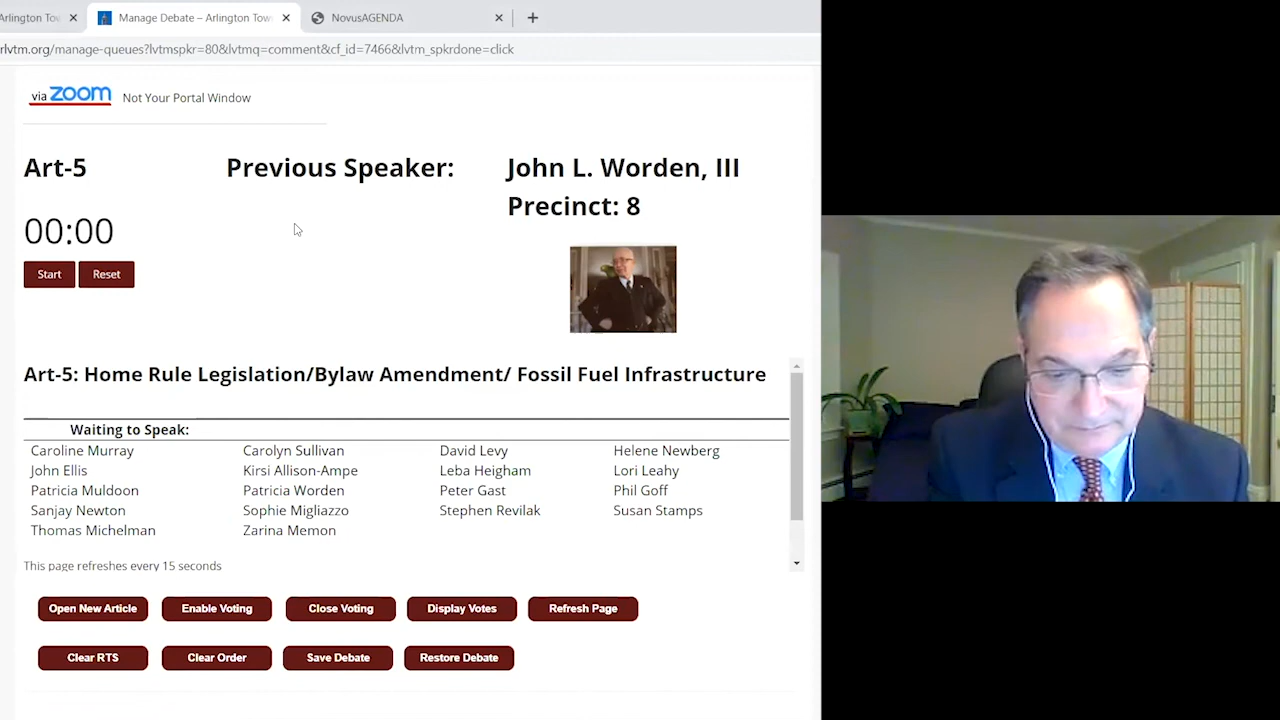 Arlington Tow
Manage Debate – Arlington Town
NovusAGENDA
rlvtm.org/manage-queues?lvtmspkr=80&lvtmq=comment&cf_id=7466&lvtm_spkrdone=click
via zoom Not Your Portal Window
Art-5 Previous Speaker: John L. Worden, III
Precinct: 8
00:00
Start Reset
Art-5: Home Rule Legislation/Bylaw Amendment/ Fossil Fuel Infrastructure
Waiting to Speak:
Caroline Murray Carolyn Sullivan David Levy Helene Newberg
John Ellis Kirsi Allison-Ampe Leba Heigham Lori Leahy
Patricia Muldoon Patricia Worden Peter Gast Phil Goff
Sanjay Newton Sophie Migliazzo Stephen Revilak Susan Stamps
Thomas Michelman Zarina Memon
This page refreshes every 15 seconds
Open New Article Enable Voting Close Voting Display Votes Refresh Page
Clear RTS Clear Order Save Debate Restore Debate